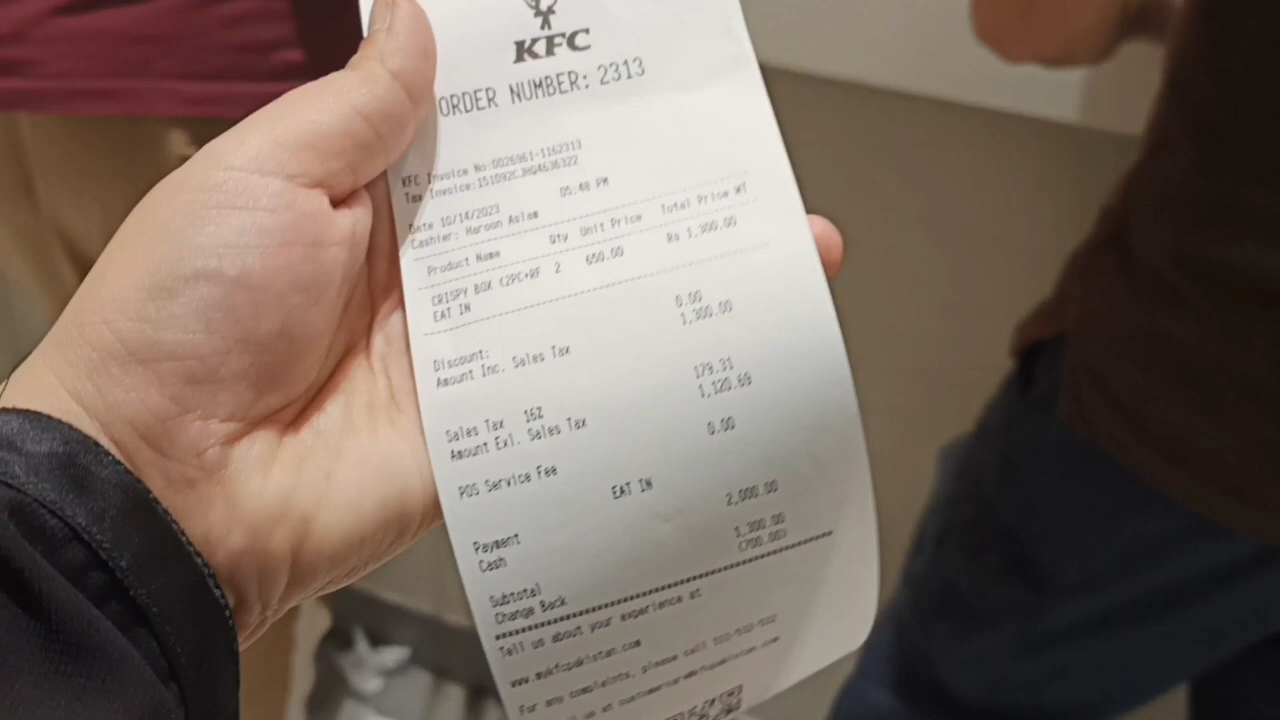 KFC
ORDER NUMBER: 2313
KFC Invoice No:0026961-1162313
Tax Invoice:151092CJHQ4636322
Date 10/14/2023 05:48 PM
Cashier: Haroon Aslam
Product Name Qty Unit Price Total Price WT
CRISPY BOX (2PC+RF 2 650.00 Rs 1,300.00
EAT IN
Discount: 0.00
Amount Inc. Sales Tax 1,300.00
Sales Tax 16% 179.31
Amount Exl. Sales Tax 1,120.69
POS Service Fee 0.00
EAT IN
Payment
Cash 2,000.00
Subtotal 1,300.00
Change Back (700.00)
Tell us about your experience at
www.mykfcpakistan.com
For any complaints, please call
us at